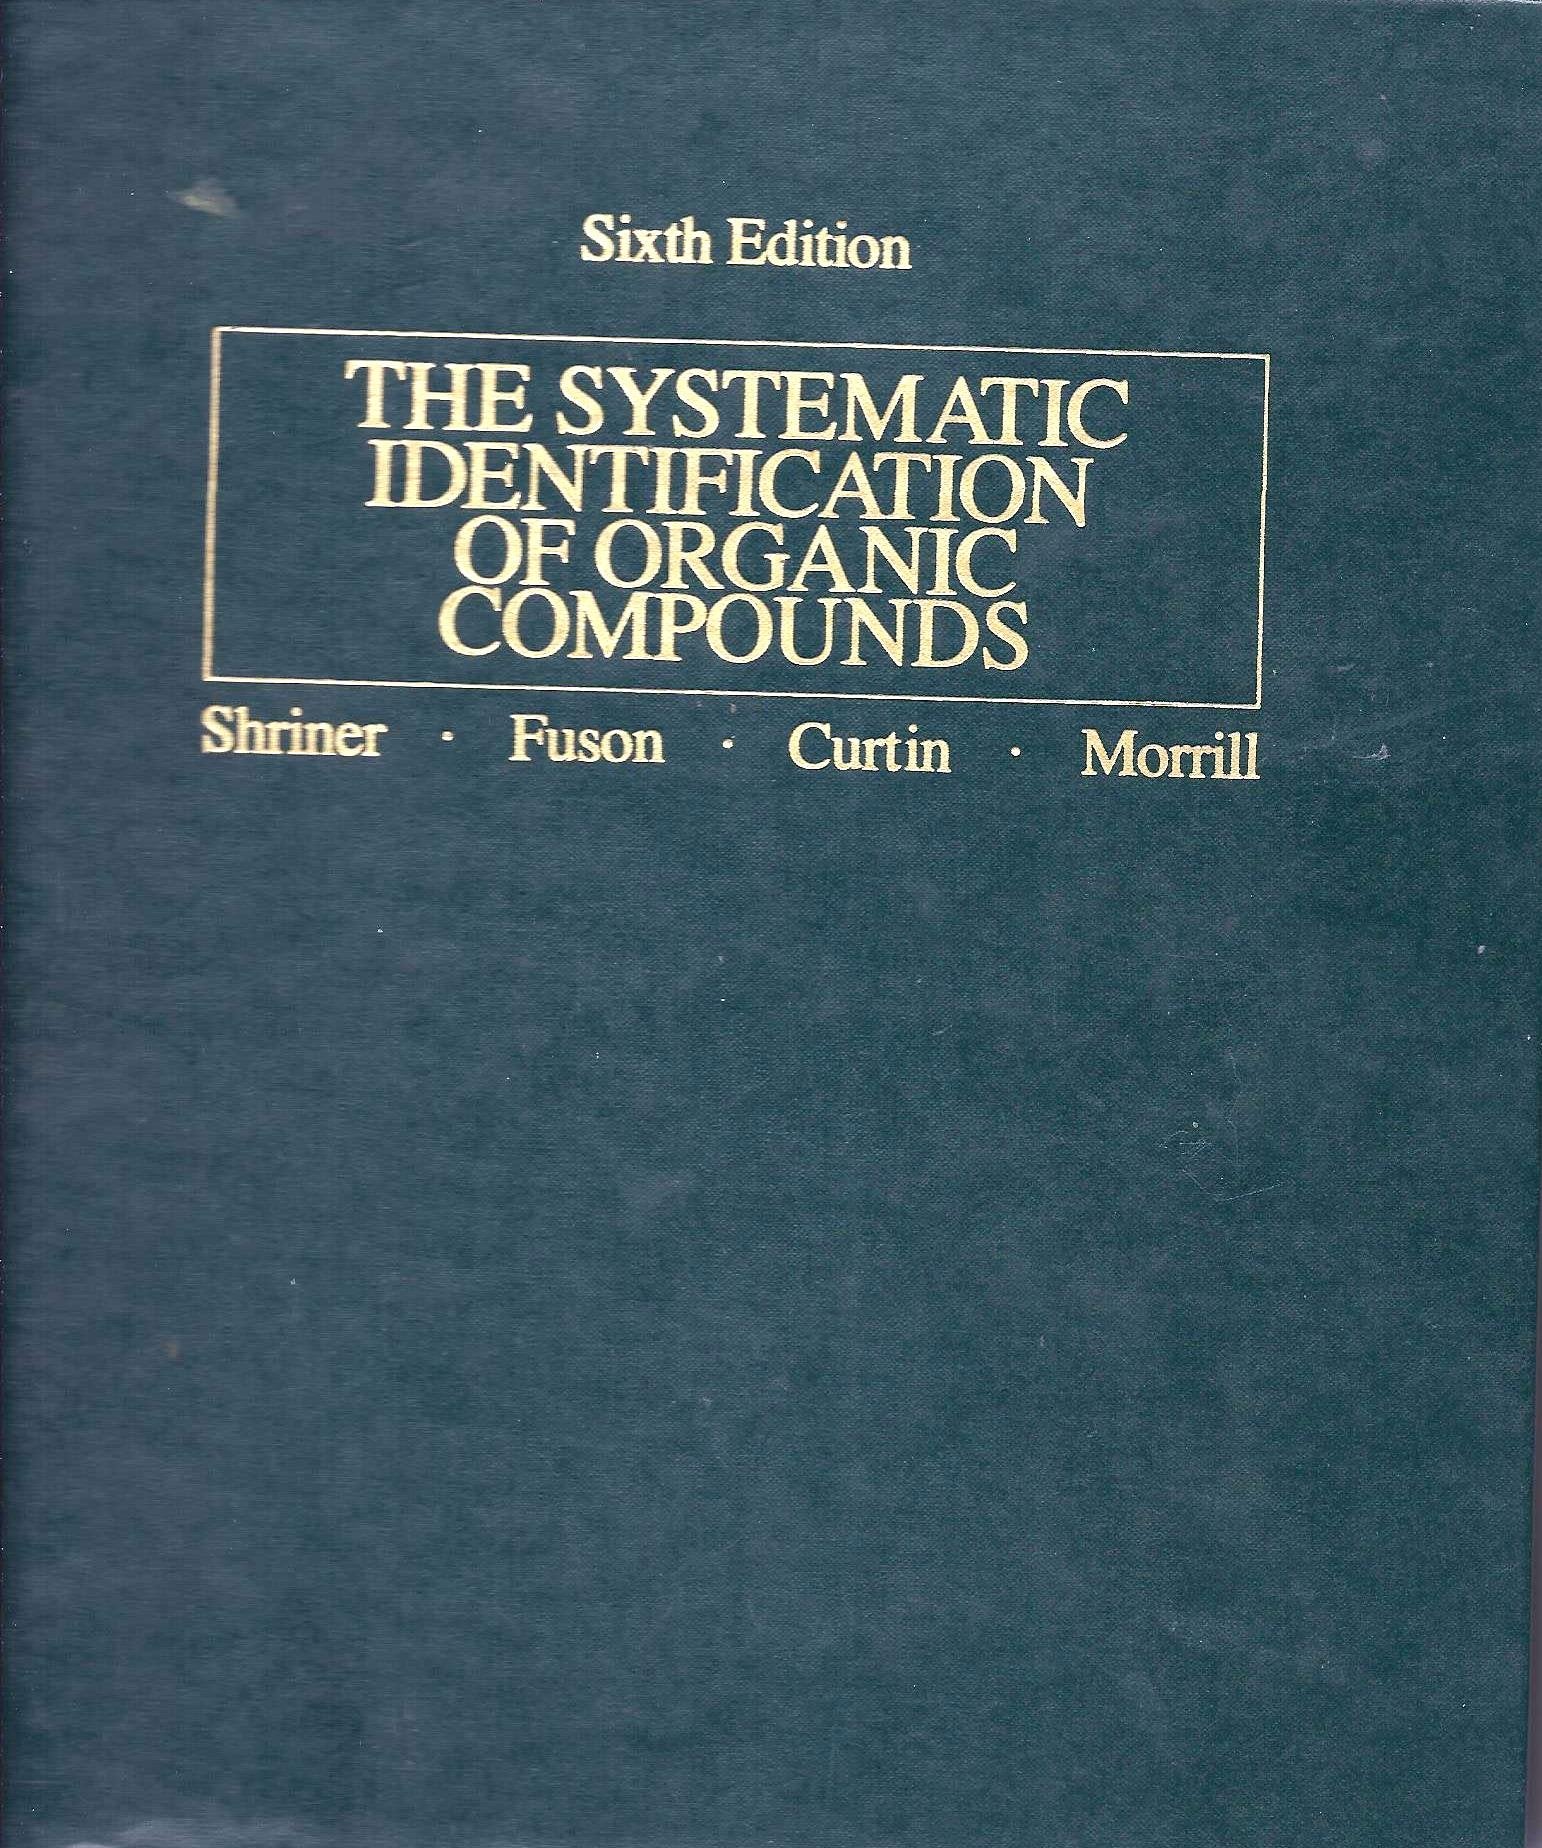 Sixth Edition
THE SYSTEMATIC
IDENTIFICATION
OF ORGANIC
COMPOUNDS
Shriner · Fuson · Curtin · Morrill